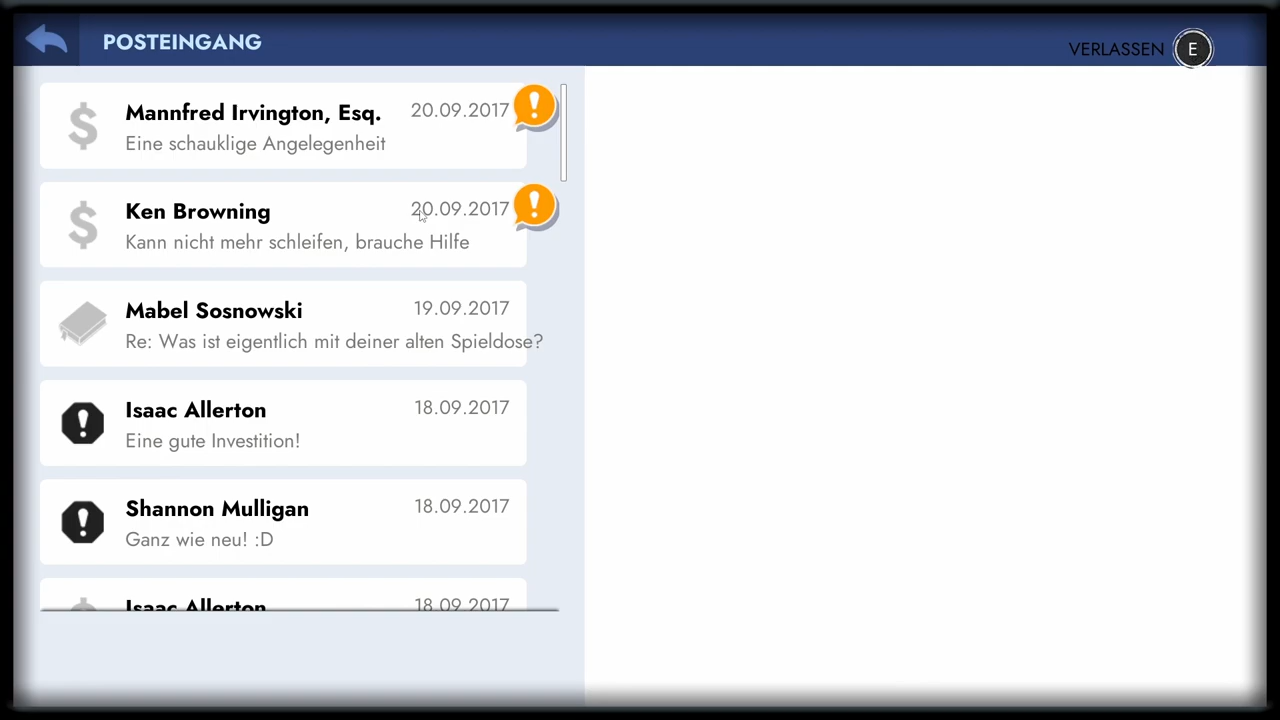 POSTEINGANG
VERLASSEN E
Mannfred Irvington, Esq. 20.09.2017
Eine schauklige Angelegenheit
Ken Browning 20.09.2017
Kann nicht mehr schleifen, brauche Hilfe
Mabel Sosnowski 19.09.2017
Re: Was ist eigentlich mit deiner alten Spieldose?
Isaac Allerton 18.09.2017
Eine gute Investition!
Shannon Mulligan 18.09.2017
Ganz wie neu! :D
Isaac Allerton 18.09.2017